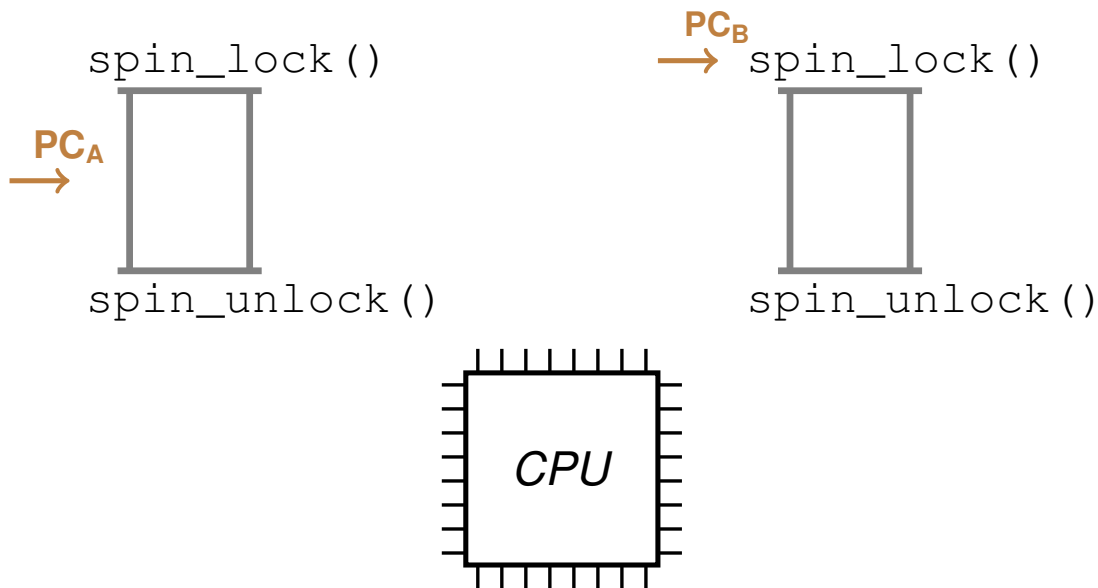 PC_B
spin_lock() spin_lock()
PC_A
spin_unlock() spin_unlock()
CPU